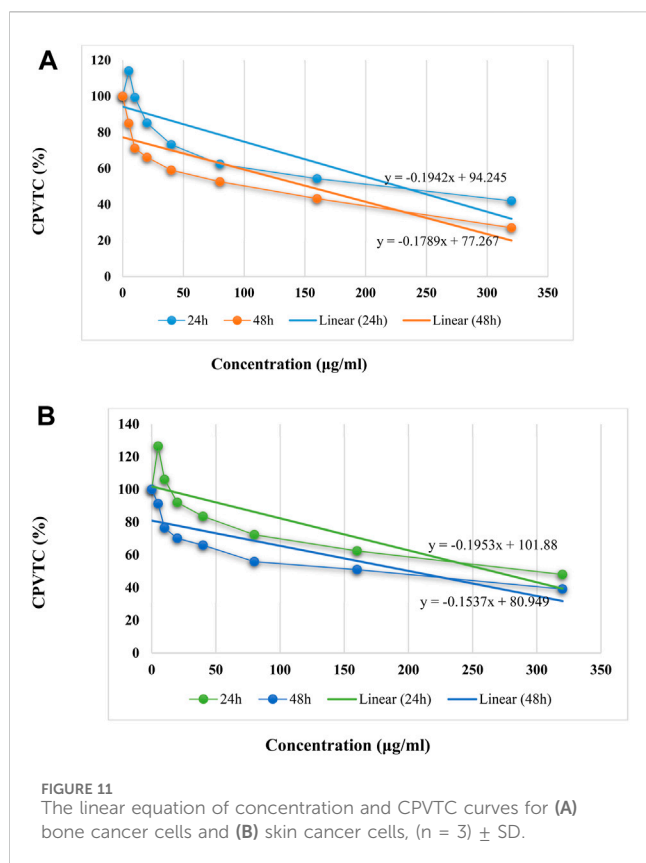 A
120
100
80
60
40
20
0
CPVTC (%)
y = -0.1942x + 94.245
y = -0.1789x + 77.267
0 50 100 150 200 250 300 350
24h 48h Linear (24h) Linear (48h)
Concentration (µg/ml)
B
140
120
100
80
60
40
20
0
CPVTC (%)
y = -0.1953x + 101.88
y = -0.1537x + 80.949
0 50 100 150 200 250 300 350
24h 48h Linear (24h) Linear (48h)
Concentration (µg/ml)
FIGURE 11
The linear equation of concentration and CPVTC curves for (A)
bone cancer cells and (B) skin cancer cells, (n = 3) ± SD.